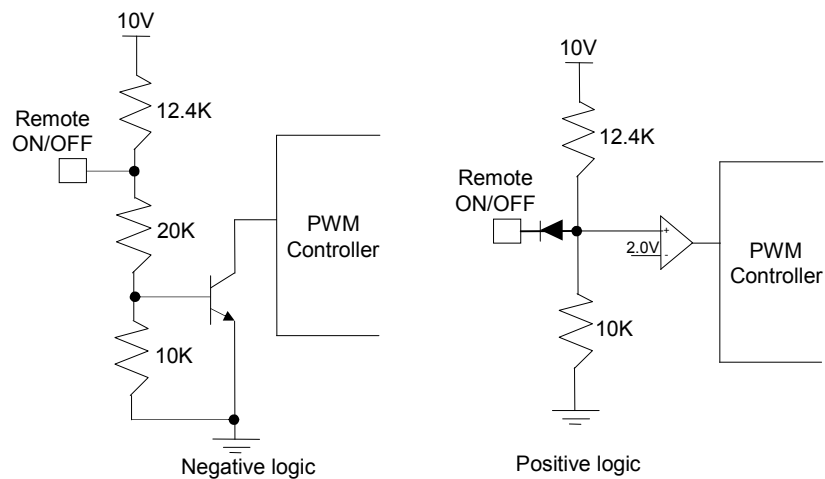 10V
12.4K
Remote
ON/OFF
20K
PWM
Controller
10K
Negative logic
10V
12.4K
Remote
ON/OFF
+
2.0V
-
PWM
Controller
10K
Positive logic